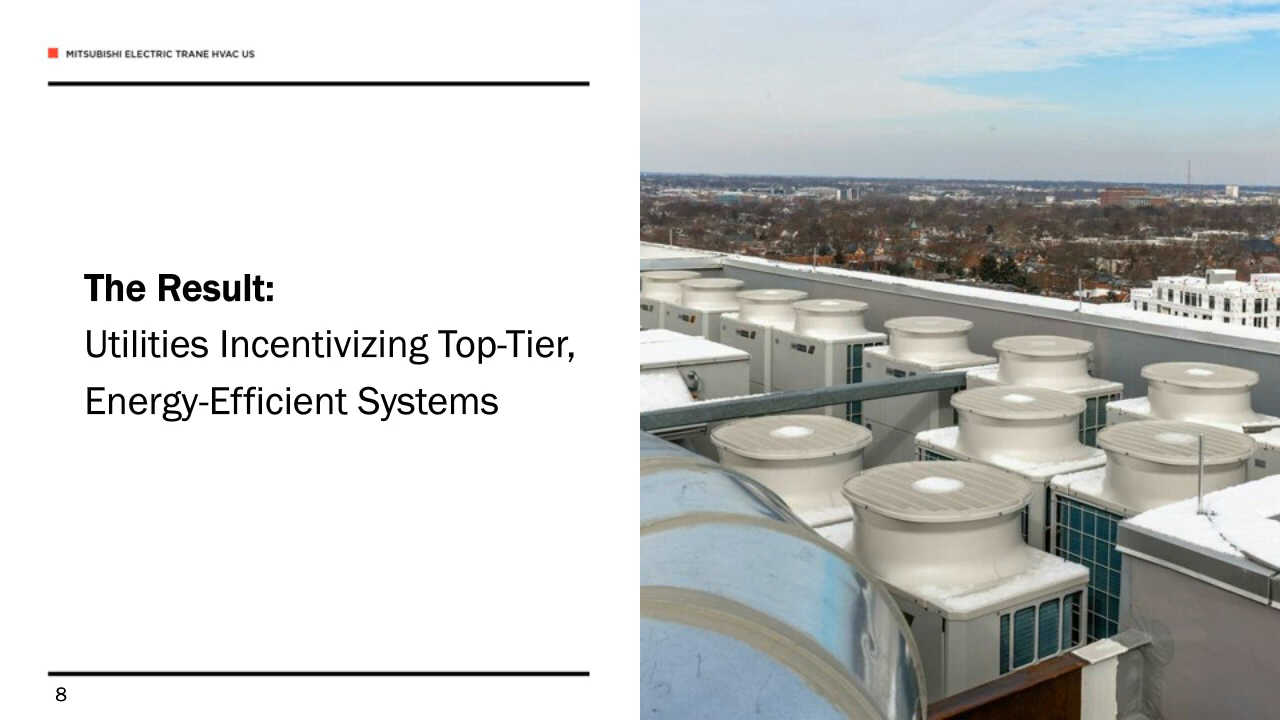 MITSUBISHI ELECTRIC TRANE HVAC US
The Result:
Utilities Incentivizing Top-Tier,
Energy-Efficient Systems
8